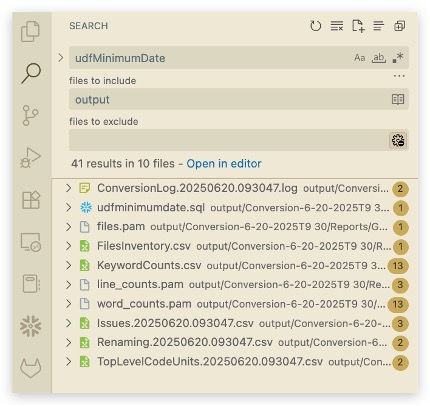 SEARCH
udfMinimumDate Aa ab .*
files to include ...
output
files to exclude
41 results in 10 files - Open in editor
ConversionLog.20250620.093047.log output/Conversi... 2
udfminimumdate.sql output/Conversion-6-20-2025T9 3... 1
files.pam output/Conversion-6-20-2025T9 30/Reports/G... 1
FilesInventory.csv output/Conversion-6-20-2025T9 30/R... 1
KeywordCounts.csv output/Conversion-6-20-2025T9 3... 13
line_counts.pam output/Conversion-6-20-2025T9 30/Re... 3
word_counts.pam output/Conversion-6-20-2025T9 30/... 13
Issues.20250620.093047.csv output/Conversion-6-20-... 3
Renaming.20250620.093047.csv output/Conversion-6... 2
TopLevelCodeUnits.20250620.093047.csv output/Con... 2